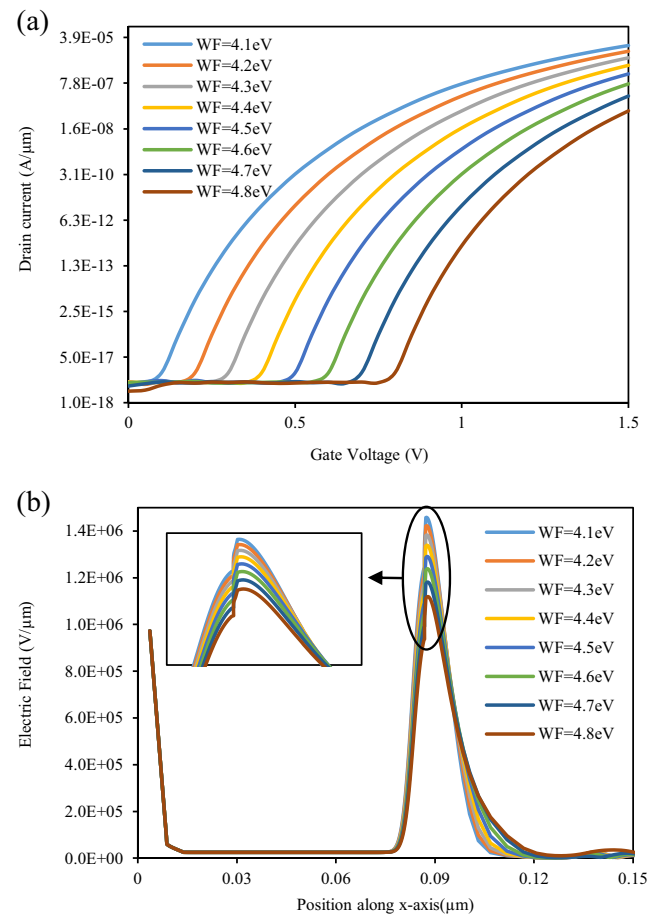 (a)
3.9E-05
7.8E-07
1.6E-08
3.1E-10
6.3E-12
1.3E-13
2.5E-15
5.0E-17
1.0E-18
Drain current (A/µm)
WF=4.1eV
WF=4.2eV
WF=4.3eV
WF=4.4eV
WF=4.5eV
WF=4.6eV
WF=4.7eV
WF=4.8eV
0 0.5 1 1.5
Gate Voltage (V)
(b)
1.4E+06
1.2E+06
1.0E+06
8.0E+05
6.0E+05
4.0E+05
2.0E+05
0.0E+00
Electric Field (V/µm)
WF=4.1eV
WF=4.2eV
WF=4.3eV
WF=4.4eV
WF=4.5eV
WF=4.6eV
WF=4.7eV
WF=4.8eV
0 0.03 0.06 0.09 0.12 0.15
Position along x-axis(µm)